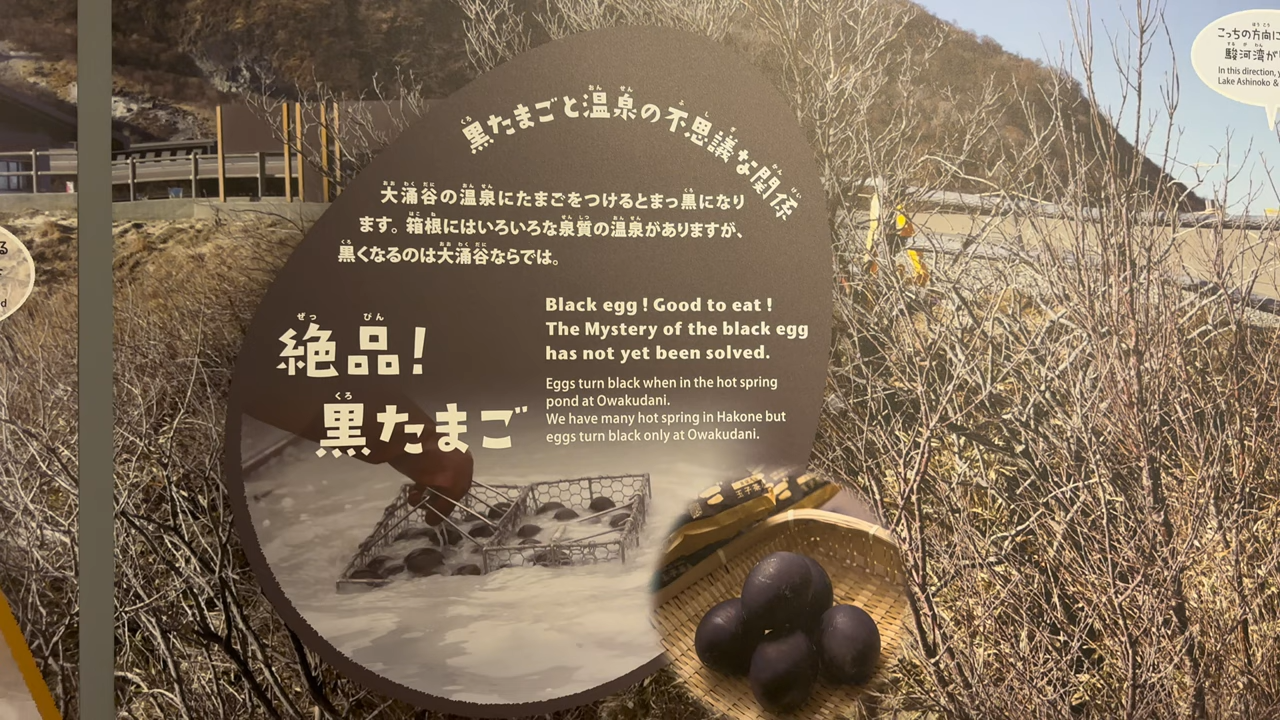 黒たまごと温泉の不思議な関係
大涌谷の温泉にたまごをつけるとまっ黒になり
ます。箱根にはいろいろな泉質の温泉がありますが、
黒くなるのは大涌谷ならでは。
絶品!
黒たまご
Black egg ! Good to eat !
The Mystery of the black egg
has not yet been solved.
Eggs turn black when in the hot spring
pond at Owakudani.
We have many hot spring in Hakone but
eggs turn black only at Owakudani.
こっちの方向に
駿河湾が
In this direction,
Lake Ashinoko &